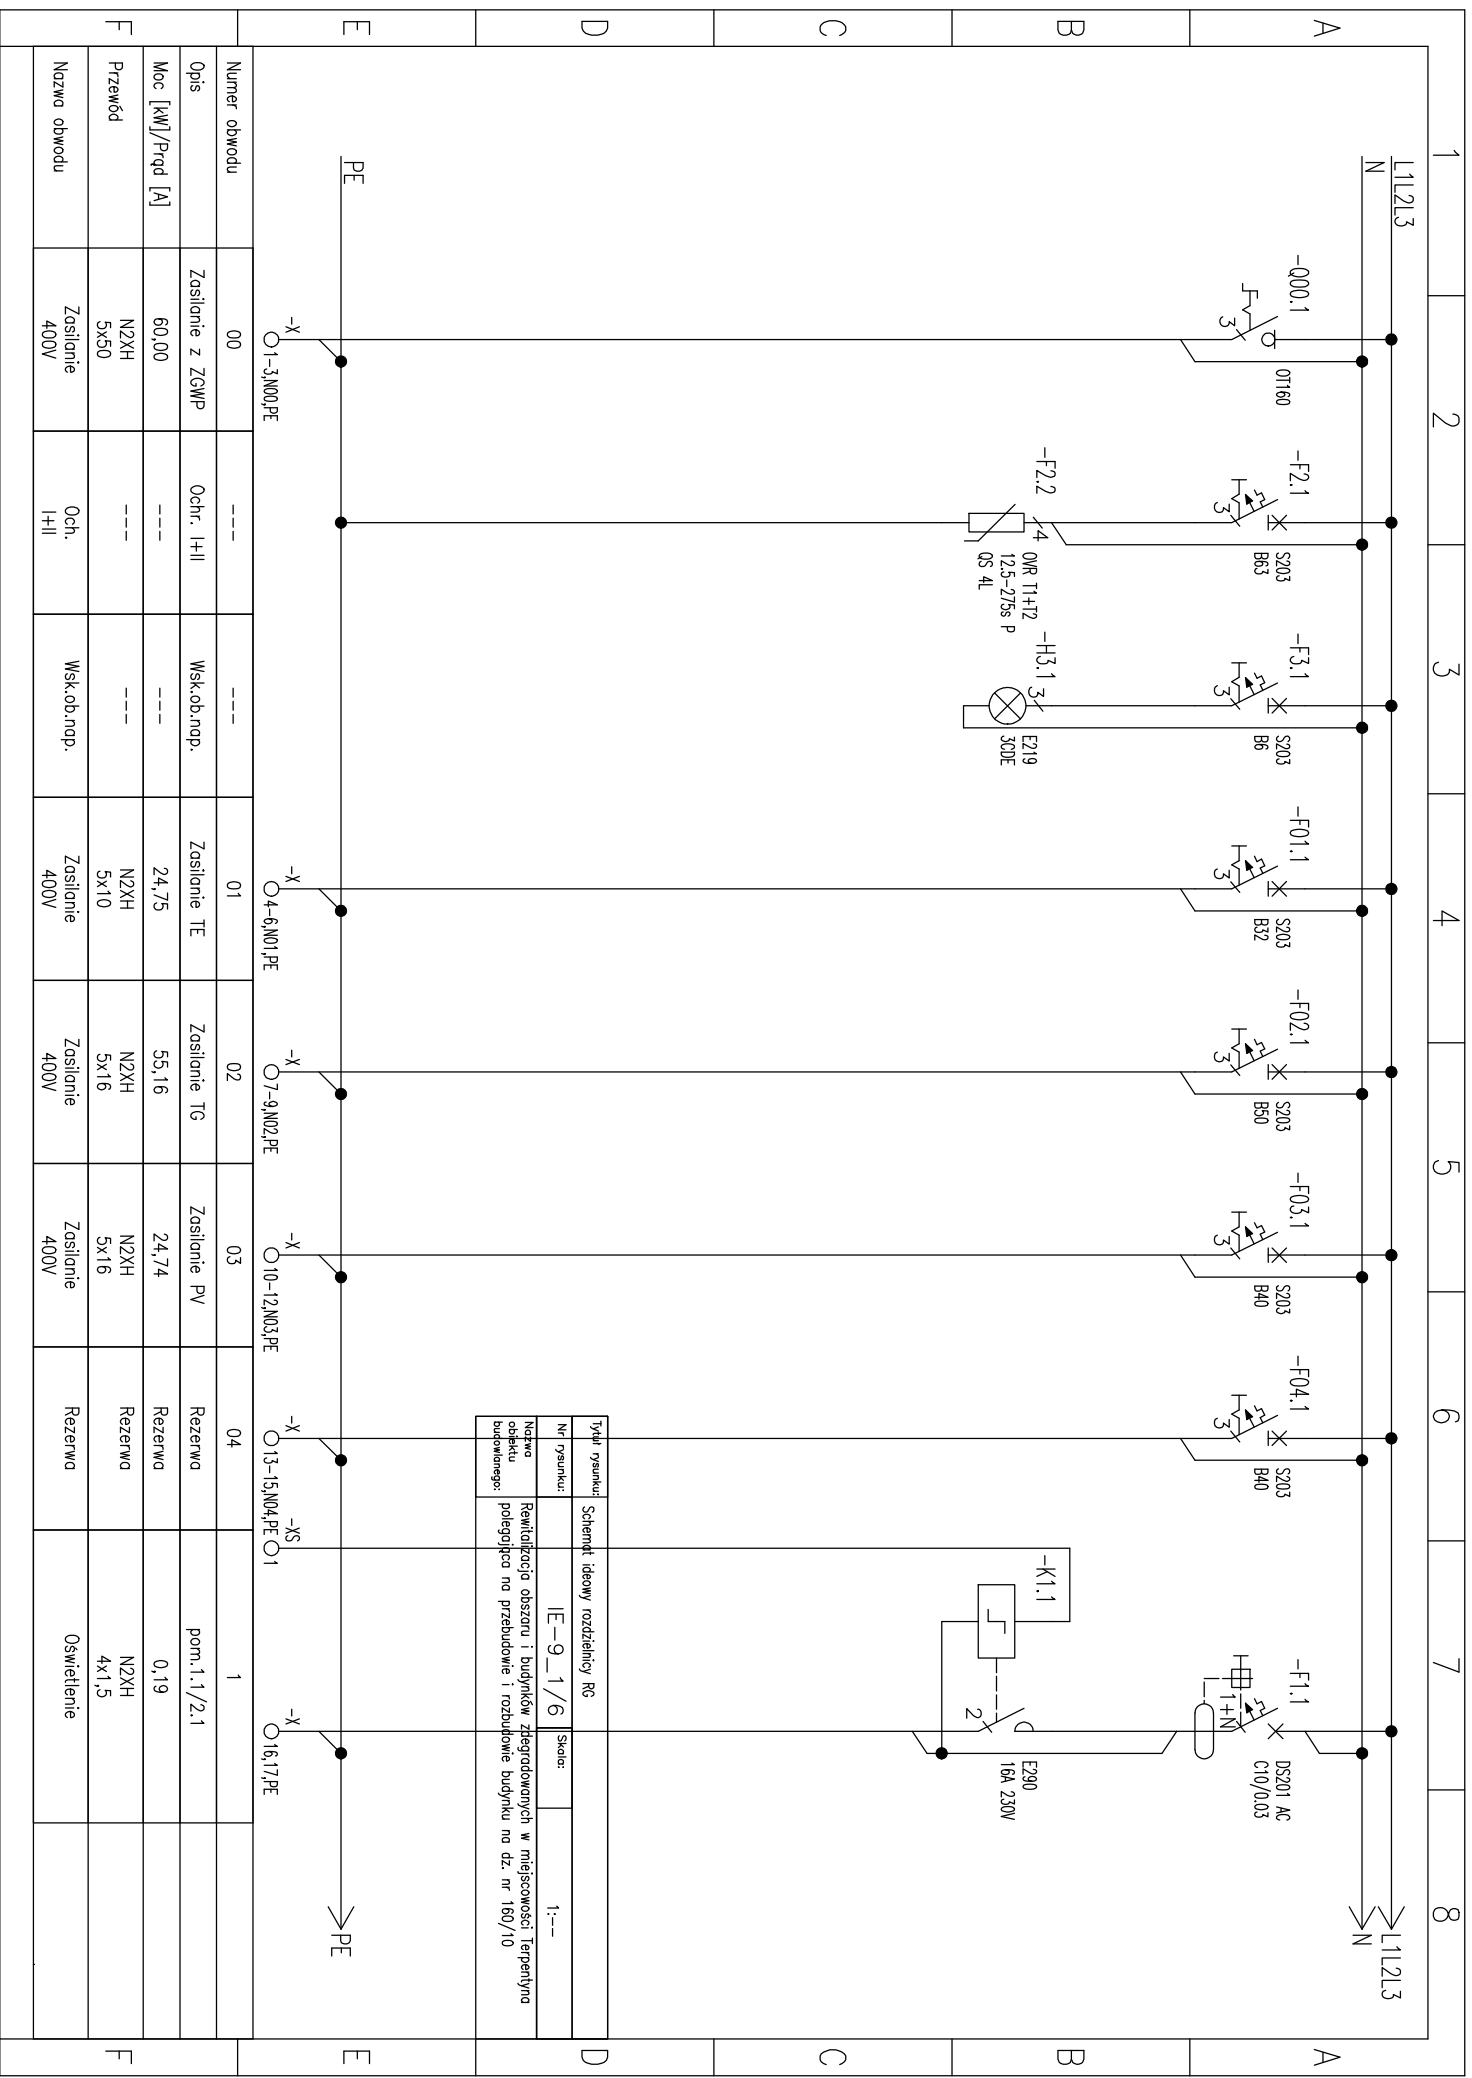 1 2 3 4 5 6 7 8
A
B
C
D
E
F
A
B
C
D
E
F
L1L2L3
N
L1L2L3
N
-Q00.1
OT160
3
-F2.1
S203
B63
3
-F2.2
4
OVR T1+T2
12.5-275s P
QS 4L
-F3.1
S203
B6
3
-H3.1
3
E219
3CDE
-F01.1
S203
B32
3
-F02.1
S203
B50
3
-F03.1
S203
B40
3
-F04.1
S203
B40
3
-F1.1
1+N
DS201 AC
C10/0.03
-K1.1
2
E290
16A 230V
Tytuł rysunku: Schemat ideowy rozdzielnicy RG
Nr rysunku: IE-9_1/6 Skala: 1:--
Nazwa
obiektu
budowlanego:
Rewitalizacja obszaru i budynków zdegradowanych w miejscowości Terpentyna
polegająca na przebudowie i rozbudowie budynku na dz. nr 160/10
PE
PE
-X
1-3,N00,PE
-X
4-6,N01,PE
-X
7-9,N02,PE
-X
10-12,N03,PE
-X
13-15,N04,PE
-XS
1
-X
16,17,PE
Numer obwodu 00 ---- ---- 01 02 03 04 1
Opis Zasilanie z ZGWP Ochr. I+II Wsk.ob.nap. Zasilanie TE Zasilanie TG Zasilanie PV Rezerwa pom.1.1/2.1
Moc [kW]/Prąd [A] 60,00 --- --- 24,75 55,16 24,74 Rezerwa 0,19
Przewód N2XH --- --- N2XH N2XH N2XH Rezerwa N2XH
5x50 5x10 5x16 5x16 4x1,5
Nazwa obwodu Zasilanie Och. Wsk.ob.nap. Zasilanie Zasilanie Zasilanie Rezerwa Oświetlenie
400V I+II 400V 400V 400V